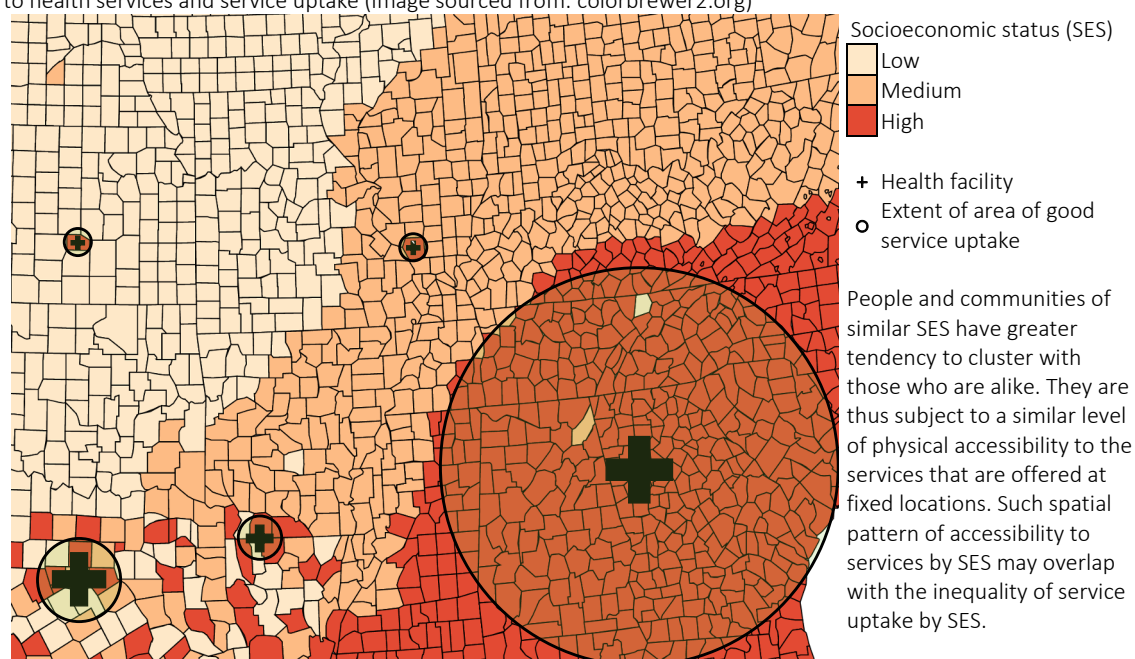 to health services and service uptake (image sourced from: colorbrewer2.org)
Socioeconomic status (SES)
Low
Medium
High
Health facility
Extent of area of good
service uptake
People and communities of
similar SES have greater
tendency to cluster with
those who are alike. They are
thus subject to a similar level
of physical accessibility to the
services that are offered at
fixed locations. Such spatial
pattern of accessibility to
services by SES may overlap
with the inequality of service
uptake by SES.